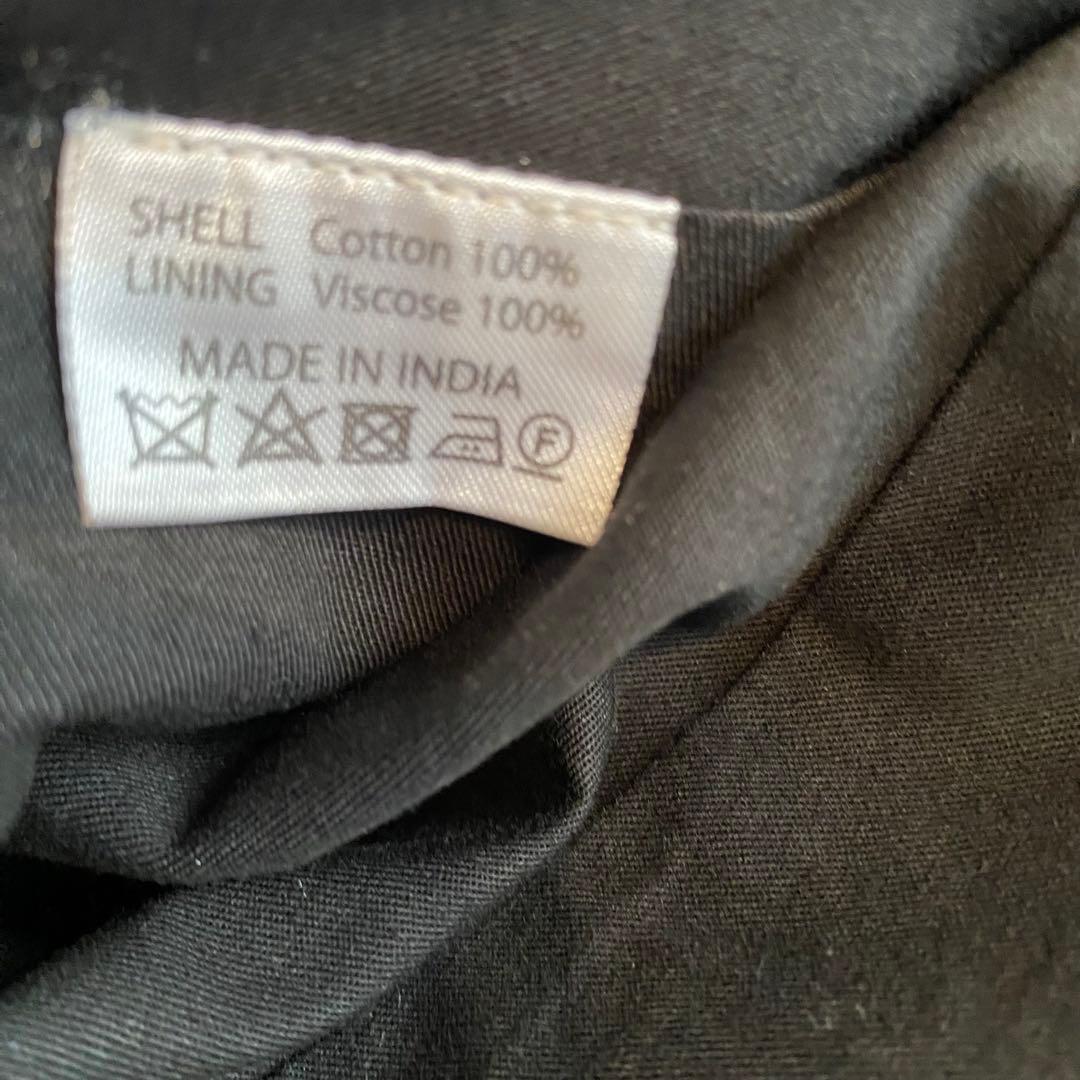 SHELL Cotton 100%
LINING Viscose 100%
MADE IN INDIA
F